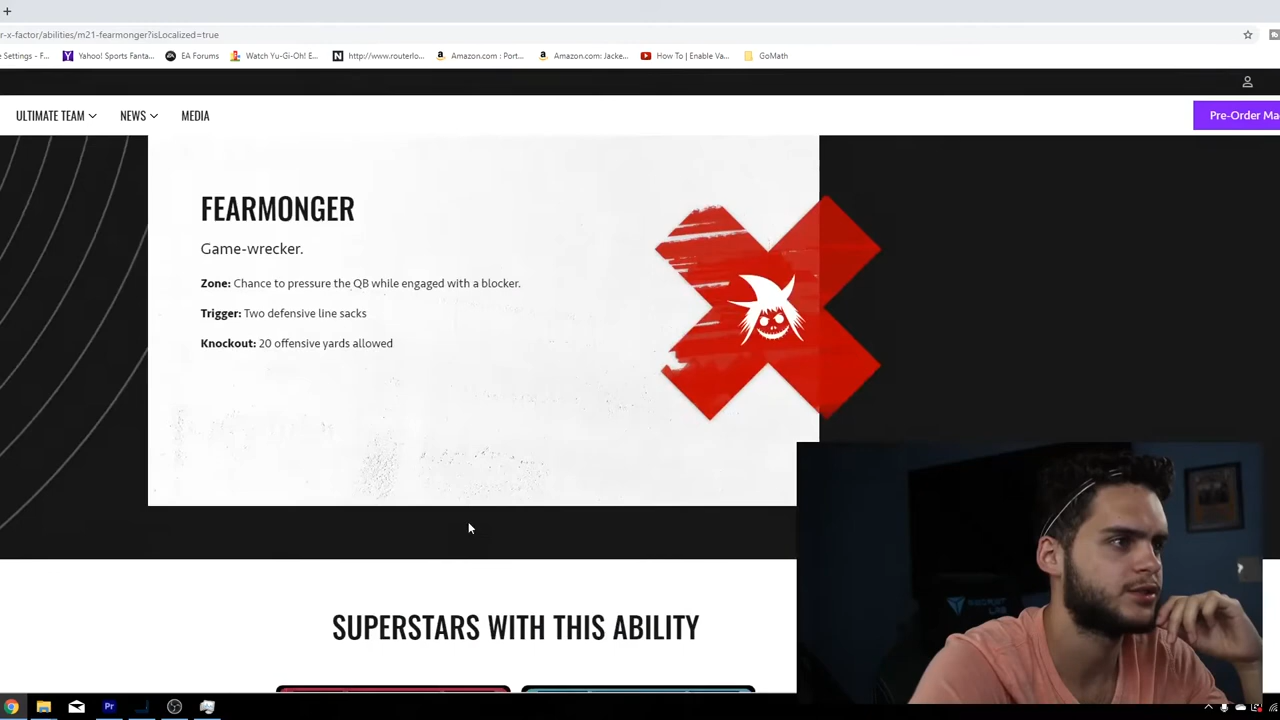 r-x-factor/abilities/m21-fearmonger?isLocalized=true
e Settings - F...
Yahoo! Sports Fanta...
EA Forums
Watch Yu-Gi-Oh! E...
http://www.routerlo...
Amazon.com : Port...
Amazon.com: Jacke...
How To | Enable Va...
GoMath
ULTIMATE TEAM
NEWS
MEDIA
Pre-Order Ma
FEARMONGER
Game-wrecker.
Zone: Chance to pressure the QB while engaged with a blocker.
Trigger: Two defensive line sacks
Knockout: 20 offensive yards allowed
SUPERSTARS WITH THIS ABILITY
Pr